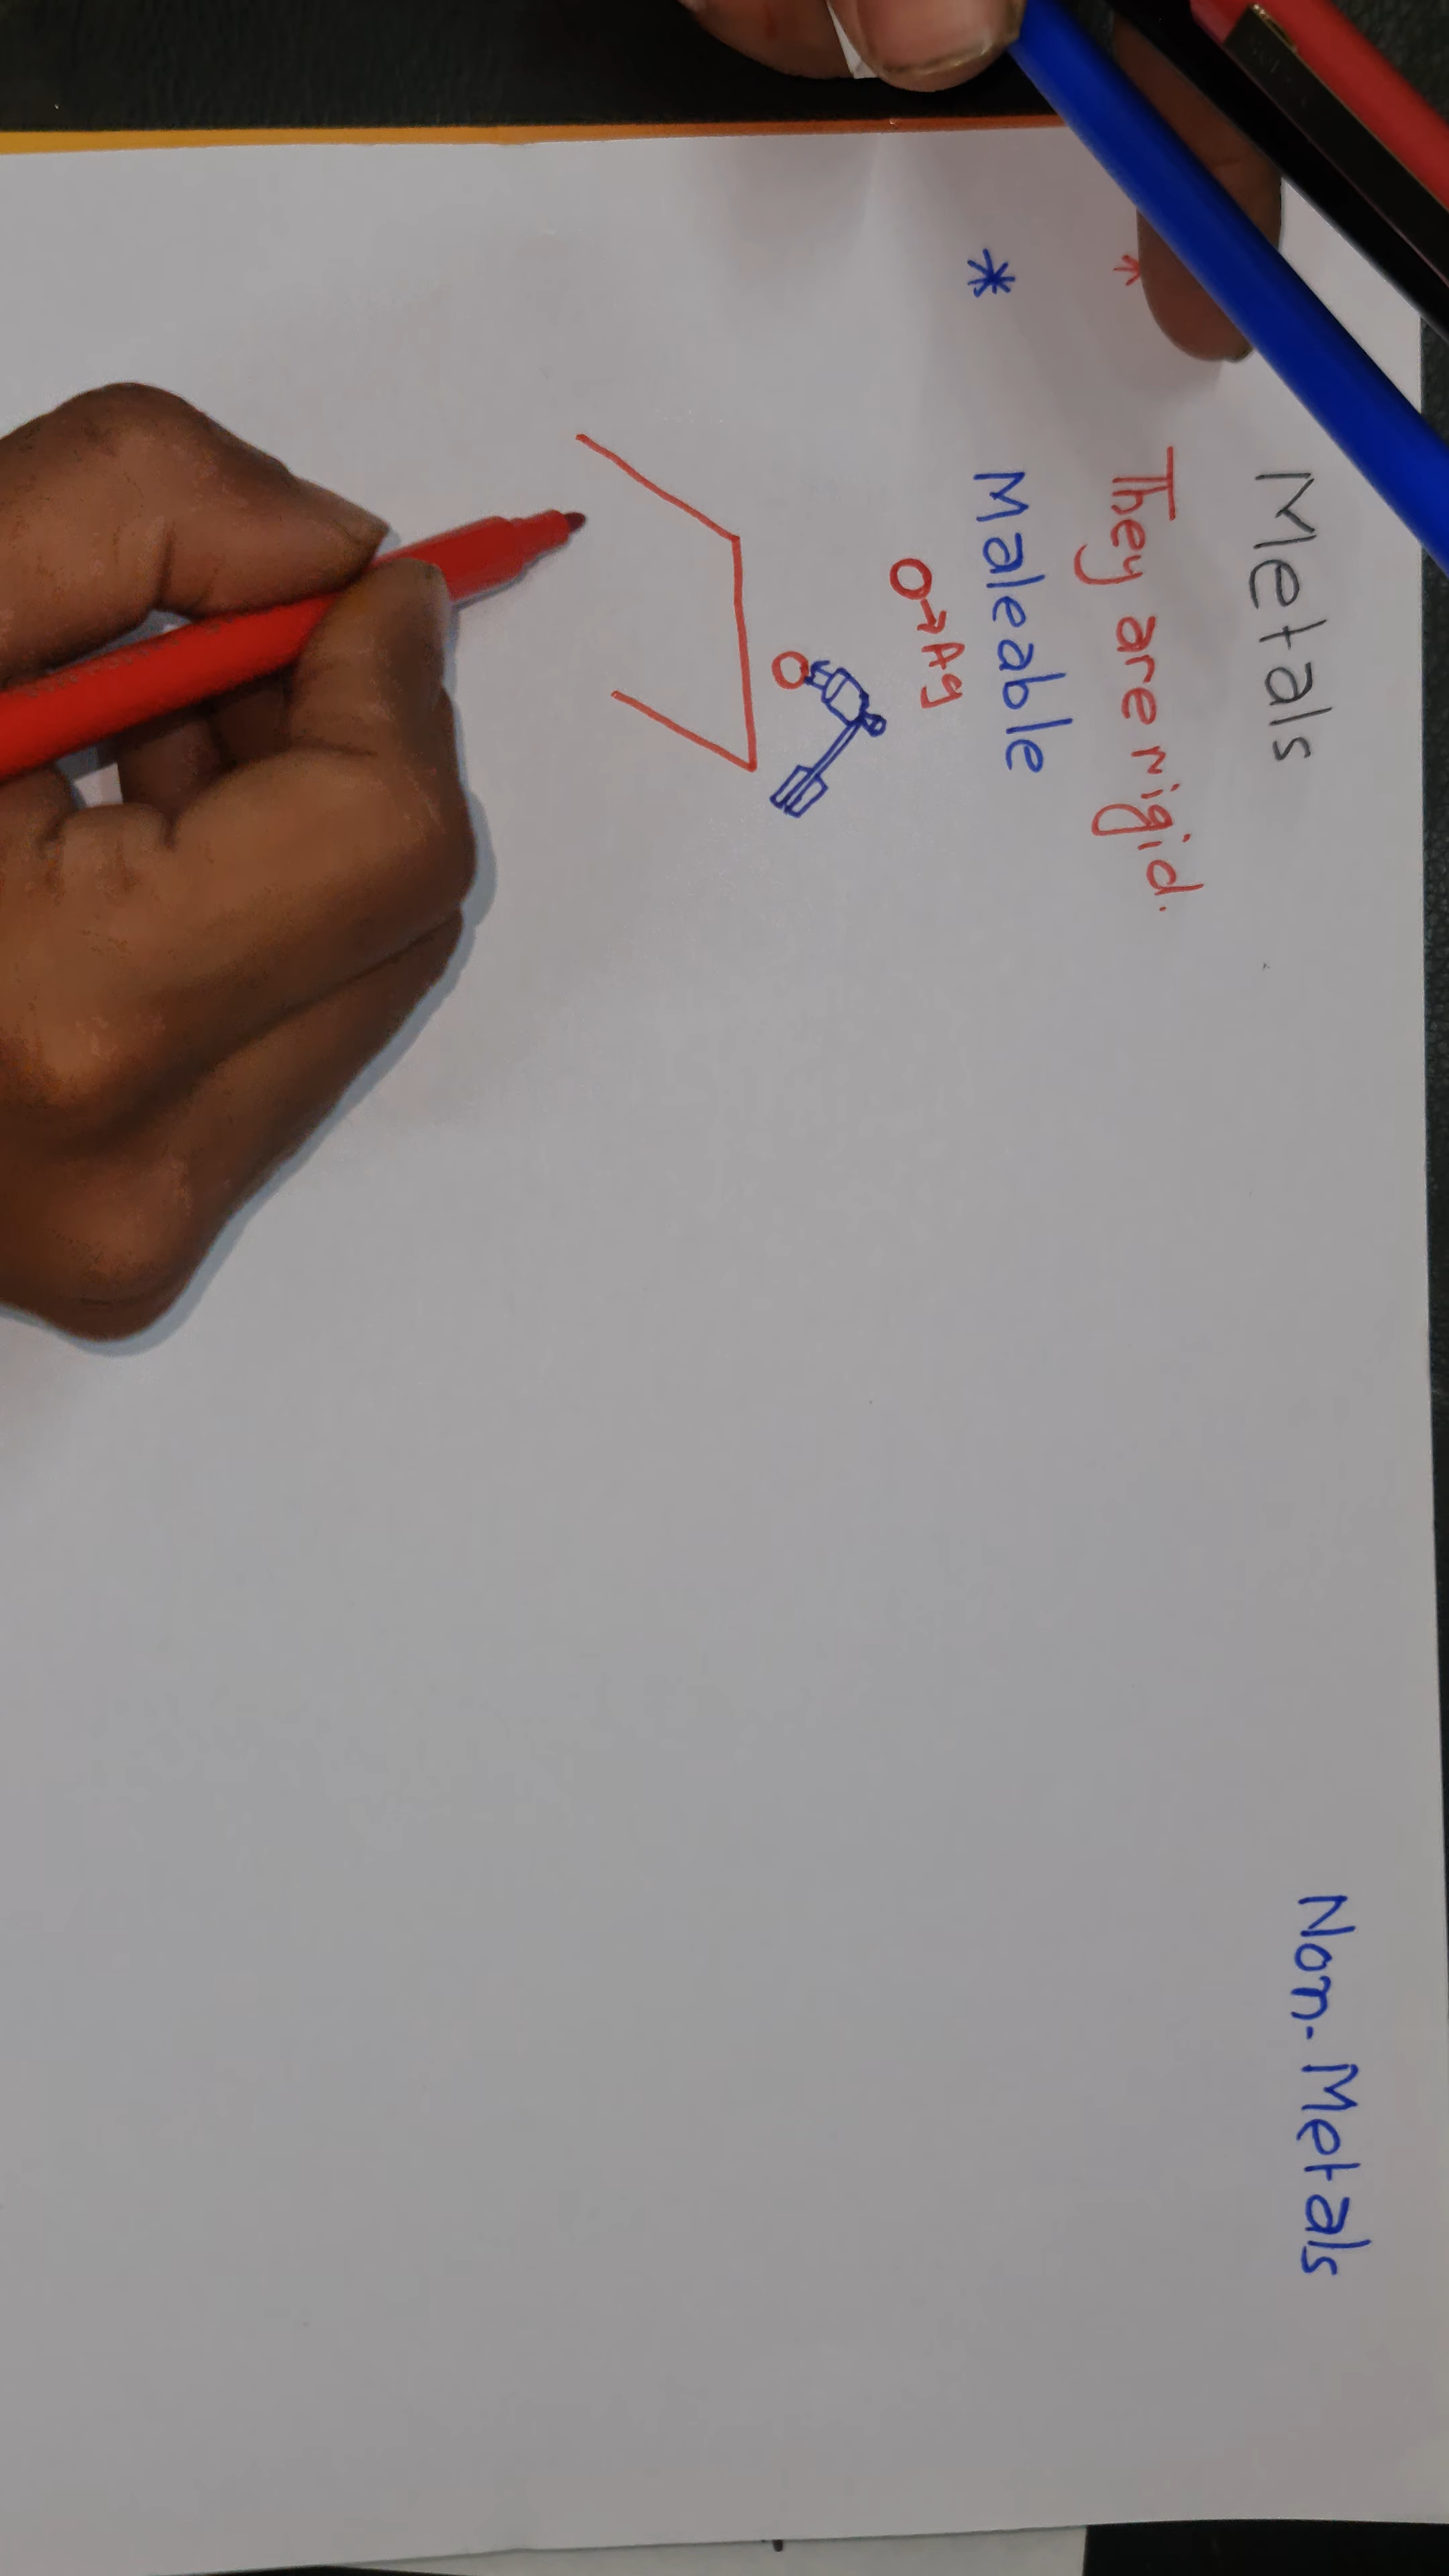 Metals Non-Metals
* They are rigid.
* Maleable
O→Ag